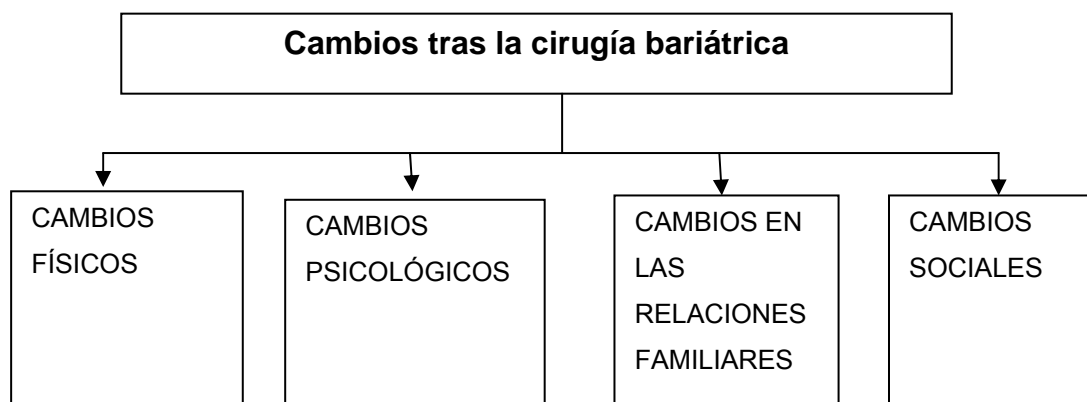 Cambios tras la cirugía bariátrica
CAMBIOS
FÍSICOS
CAMBIOS
PSICOLÓGICOS
CAMBIOS EN
LAS
RELACIONES
FAMILIARES
CAMBIOS
SOCIALES